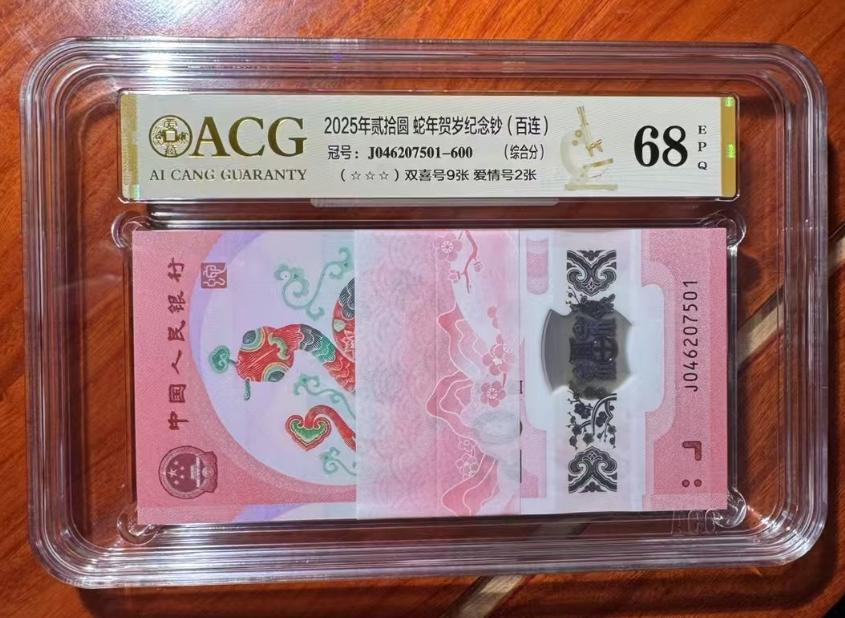 ACG
AI CANG GUARANTY
2025年贰拾圆 蛇年贺岁纪念钞（百连）
冠号：J046207501-600 （综合分）
（☆☆☆）双喜号9张 爱情号2张
68
EPQ
中国人民银行
J046207501
ACG